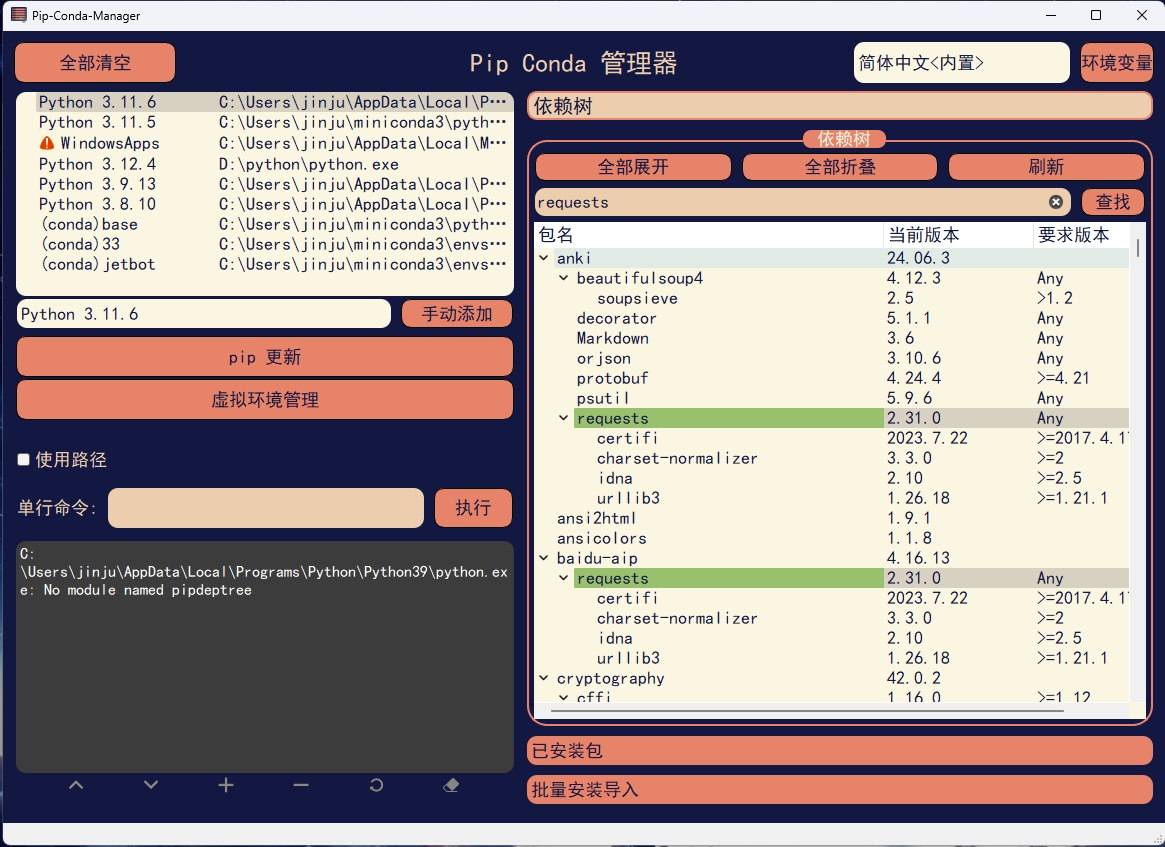 Pip-Conda-Manager
全部清空
Pip Conda 管理器
简体中文<内置>
环境变量
Python 3.11.6 C:\Users\jinju\AppData\Local\P…
Python 3.11.5 C:\Users\jinju\miniconda3\pyth…
WindowsApps C:\Users\jinju\AppData\Local\M…
Python 3.12.4 D:\python\python.exe
Python 3.9.13 C:\Users\jinju\AppData\Local\P…
Python 3.8.10 C:\Users\jinju\AppData\Local\P…
(conda)base C:\Users\jinju\miniconda3\pyth…
(conda)33 C:\Users\jinju\miniconda3\envs…
(conda)jetbot C:\Users\jinju\miniconda3\envs…
Python 3.11.6
手动添加
pip 更新
虚拟环境管理
使用路径
单行命令:
执行
C:
\Users\jinju\AppData\Local\Programs\Python\Python39\python.ex
e: No module named pipdeptree
依赖树
依赖树
全部展开
全部折叠
刷新
requests
查找
包名 当前版本 要求版本
anki 24.06.3
beautifulsoup4 4.12.3 Any
soupsieve 2.5 >1.2
decorator 5.1.1 Any
Markdown 3.6 Any
orjson 3.10.6 Any
protobuf 4.24.4 >=4.21
psutil 5.9.6 Any
requests 2.31.0 Any
certifi 2023.7.22 >=2017.4.1
charset-normalizer 3.3.0 >=2
idna 2.10 >=2.5
urllib3 1.26.18 >=1.21.1
ansi2html 1.9.1
ansicolors 1.1.8
baidu-aip 4.16.13
requests 2.31.0 Any
certifi 2023.7.22 >=2017.4.1
charset-normalizer 3.3.0 >=2
idna 2.10 >=2.5
urllib3 1.26.18 >=1.21.1
cryptography 42.0.2
cffi 1.16.0 >=1.12
已安装包
批量安装导入